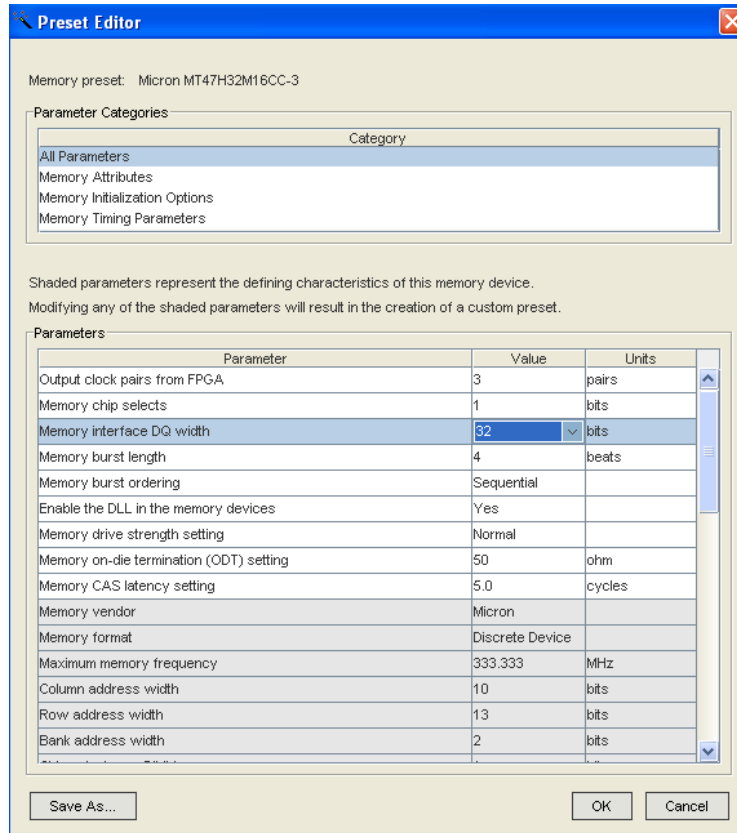 Preset Editor
Memory preset: Micron MT47H32M16CC-3
Parameter Categories
Category
All Parameters
Memory Attributes
Memory Initialization Options
Memory Timing Parameters
Shaded parameters represent the defining characteristics of this memory device.
Modifying any of the shaded parameters will result in the creation of a custom preset.
Parameters
Parameter Value Units
Output clock pairs from FPGA 3 pairs
Memory chip selects 1 bits
Memory interface DQ width 32 bits
Memory burst length 4 beats
Memory burst ordering Sequential
Enable the DLL in the memory devices Yes
Memory drive strength setting Normal
Memory on-die termination (ODT) setting 50 ohm
Memory CAS latency setting 5.0 cycles
Memory vendor Micron
Memory format Discrete Device
Maximum memory frequency 333.333 MHz
Column address width 10 bits
Row address width 13 bits
Bank address width 2 bits
Save As... OK Cancel